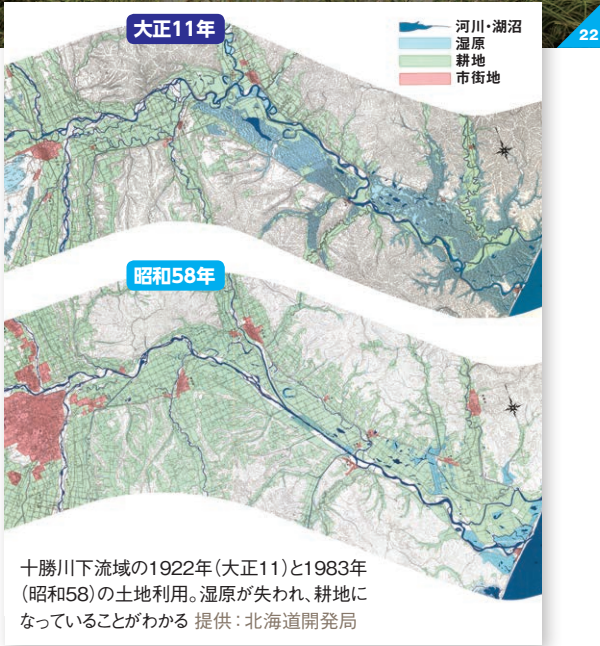 大正11年
河川・湖沼
湿原
耕地
市街地
22
昭和58年
十勝川下流域の1922年(大正11)と1983年
(昭和58)の土地利用。湿原が失われ、耕地に
なっていることがわかる 提供:北海道開発局